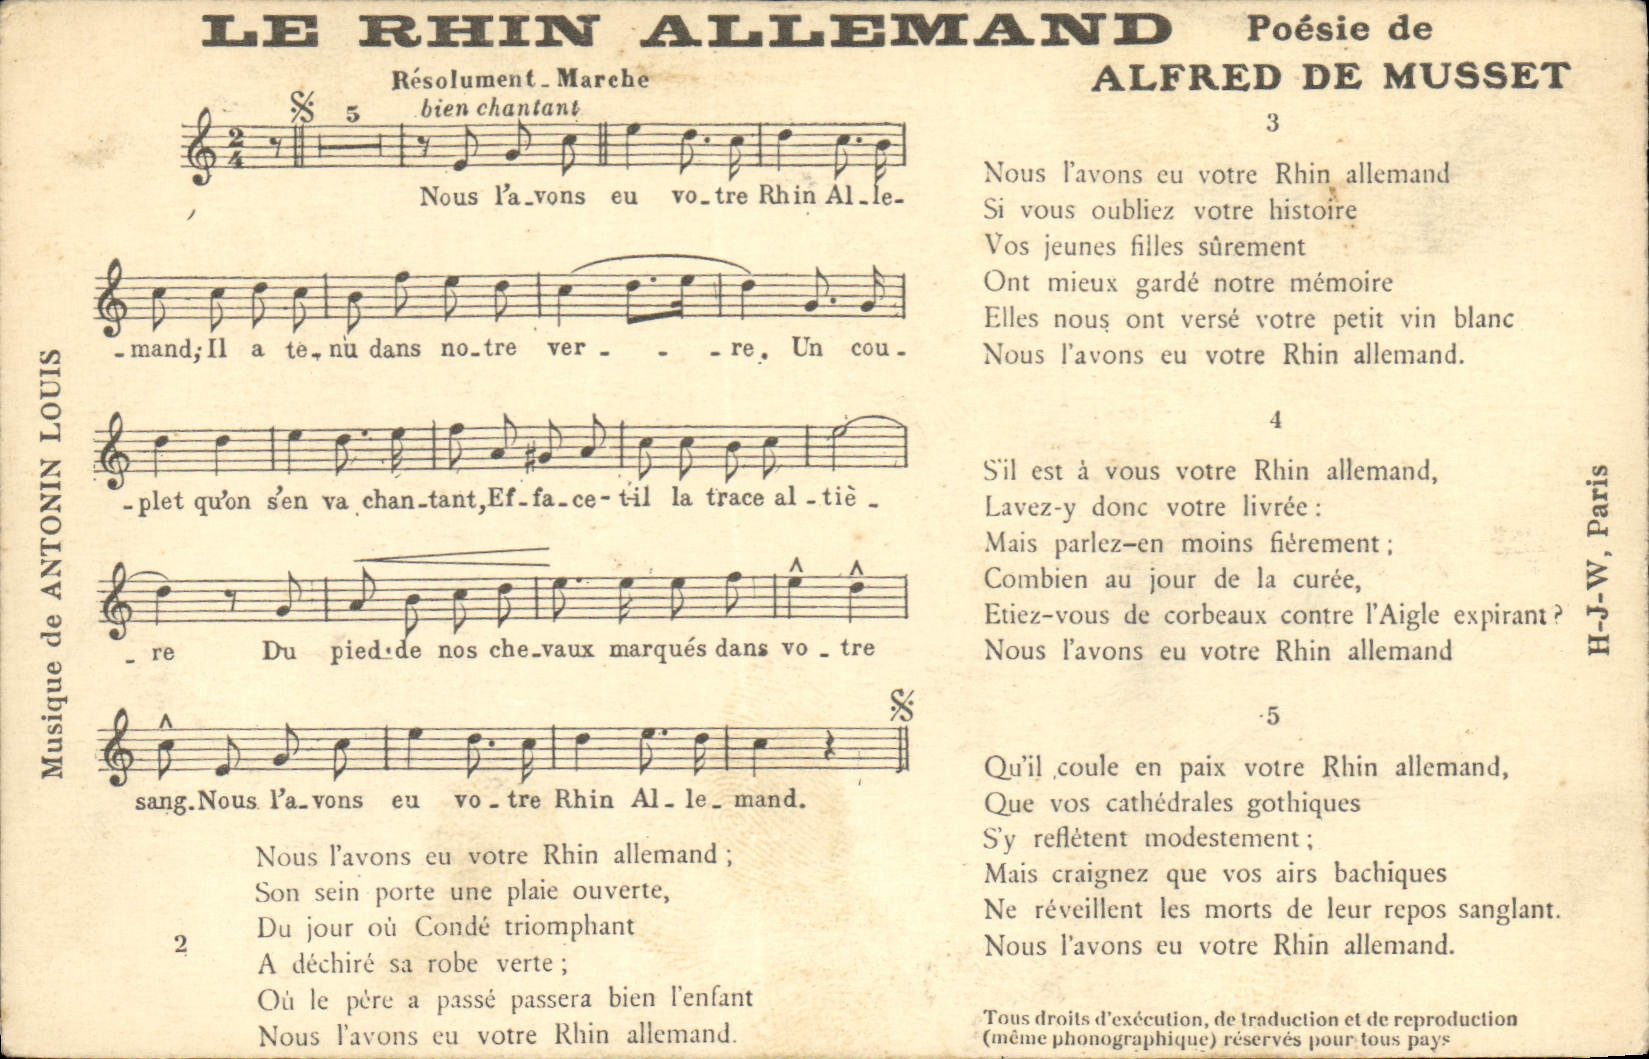 LE RHIN ALLEMAND
Poésie de
ALFRED DE MUSSET
Résolument - Marche
5
bien chantant
2
4
Nous l'a-vons eu vo-tre Rhin Al-le-
-mand; Il a te-nu dans no-tre ver - - -re. Un cou-
-plet qu'on s'en va chan-tant, Ef-fa-ce-t-il la trace al-tiè-
- re Du pied de nos che-vaux marqués dans vo - tre
sang. Nous l'a-vons eu vo - tre Rhin Al - le - mand.
Musique de ANTONIN LOUIS
2
Nous l'avons eu votre Rhin allemand ;
Son sein porte une plaie ouverte,
Du jour où Condé triomphant
A déchiré sa robe verte ;
Où le père a passé passera bien l'enfant
Nous l'avons eu votre Rhin allemand.
3
Nous l'avons eu votre Rhin allemand
Si vous oubliez votre histoire
Vos jeunes filles sûrement
Ont mieux gardé notre mémoire
Elles nous ont versé votre petit vin blanc
Nous l'avons eu votre Rhin allemand.
4
S'il est à vous votre Rhin allemand,
Lavez-y donc votre livrée :
Mais parlez-en moins fièrement ;
Combien au jour de la curée,
Etiez-vous de corbeaux contre l'Aigle expirant ?
Nous l'avons eu votre Rhin allemand
5
Qu'il coule en paix votre Rhin allemand,
Que vos cathédrales gothiques
S'y reflètent modestement ;
Mais craignez que vos airs bachiques
Ne réveillent les morts de leur repos sanglant.
Nous l'avons eu votre Rhin allemand.
Tous droits d'exécution, de traduction et de reproduction
(même phonographique) réservés pour tous pays
H-J-W, Paris